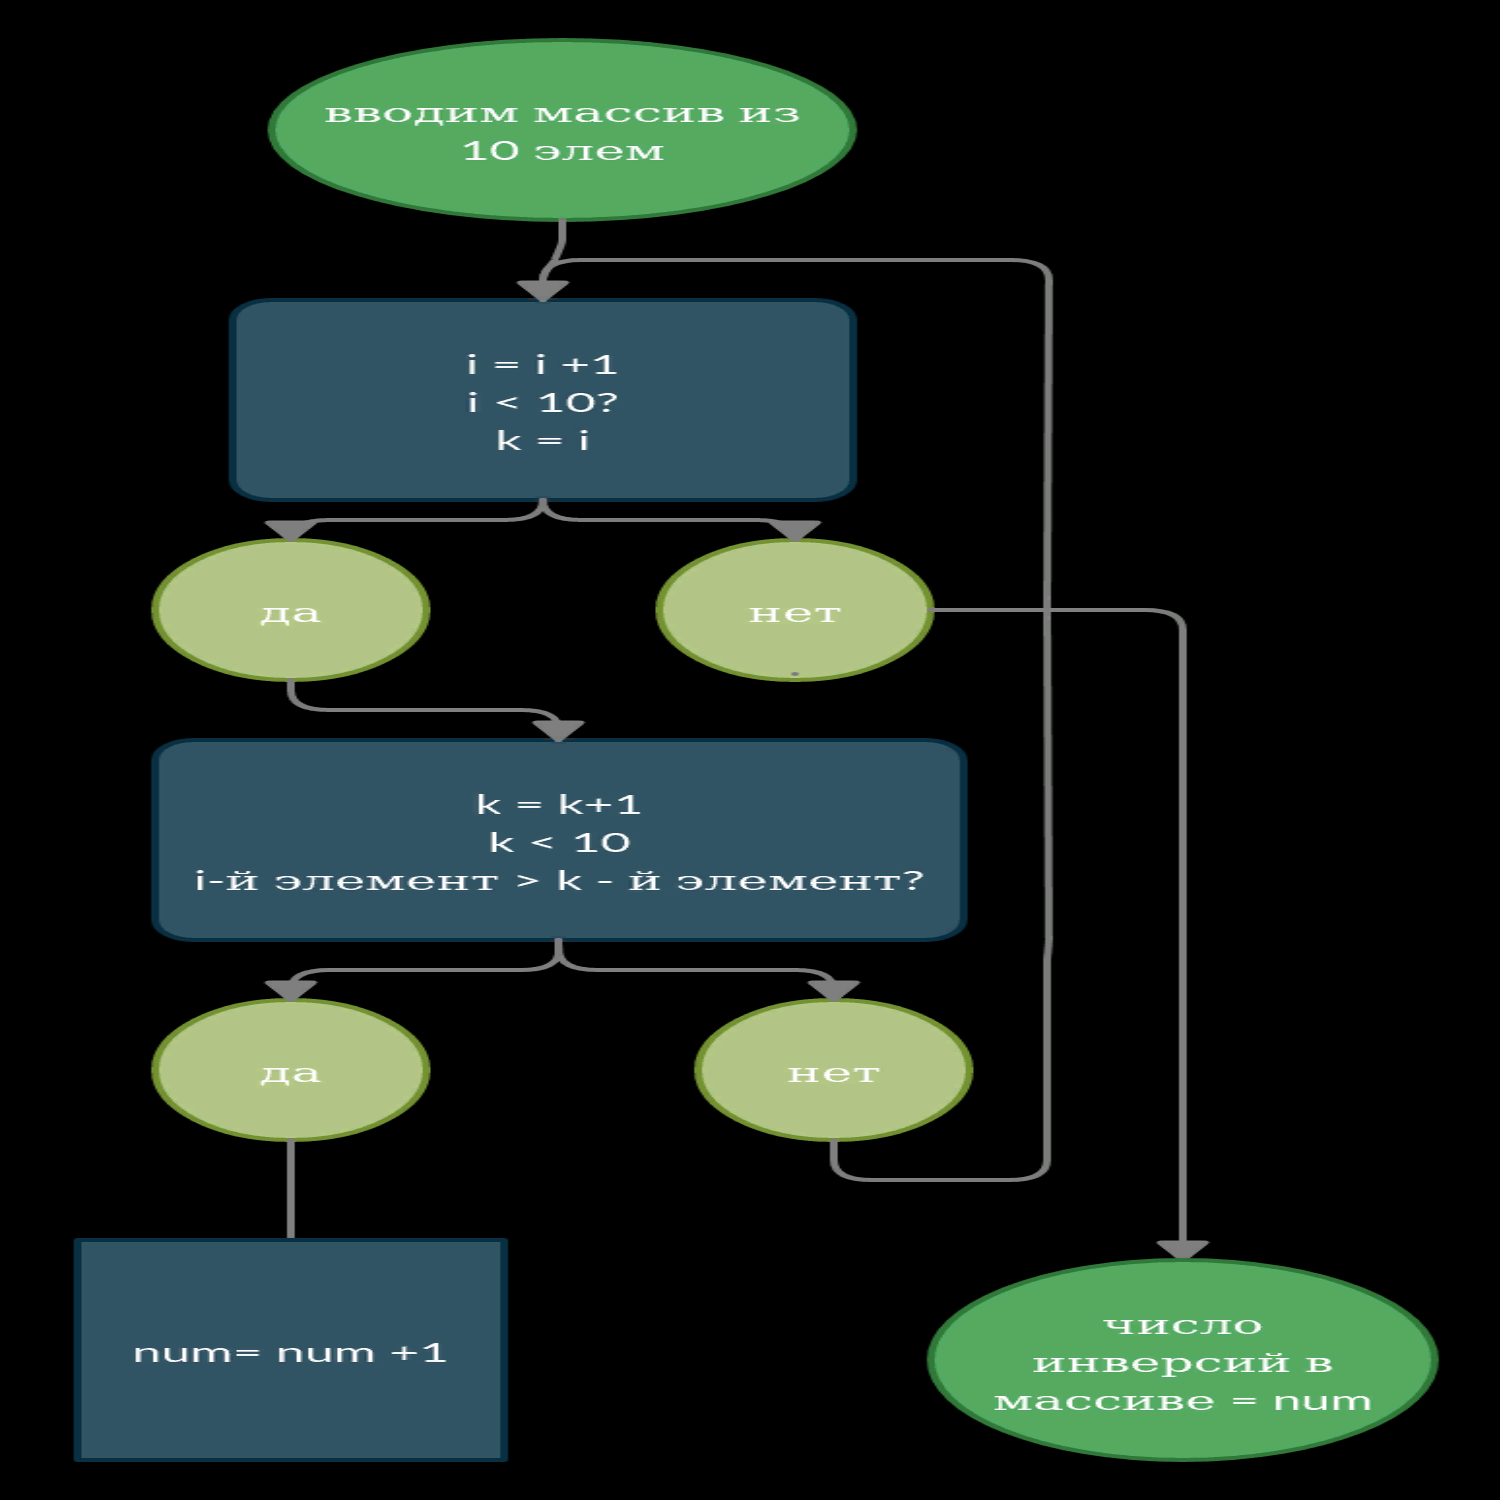 вводим массив из
10 элем
i = i +1
i < 10?
k = i
да
нет
k = k+1
k < 10
i-й элемент > k - й элемент?
да
нет
num= num +1
число
инверсий в
массиве = num